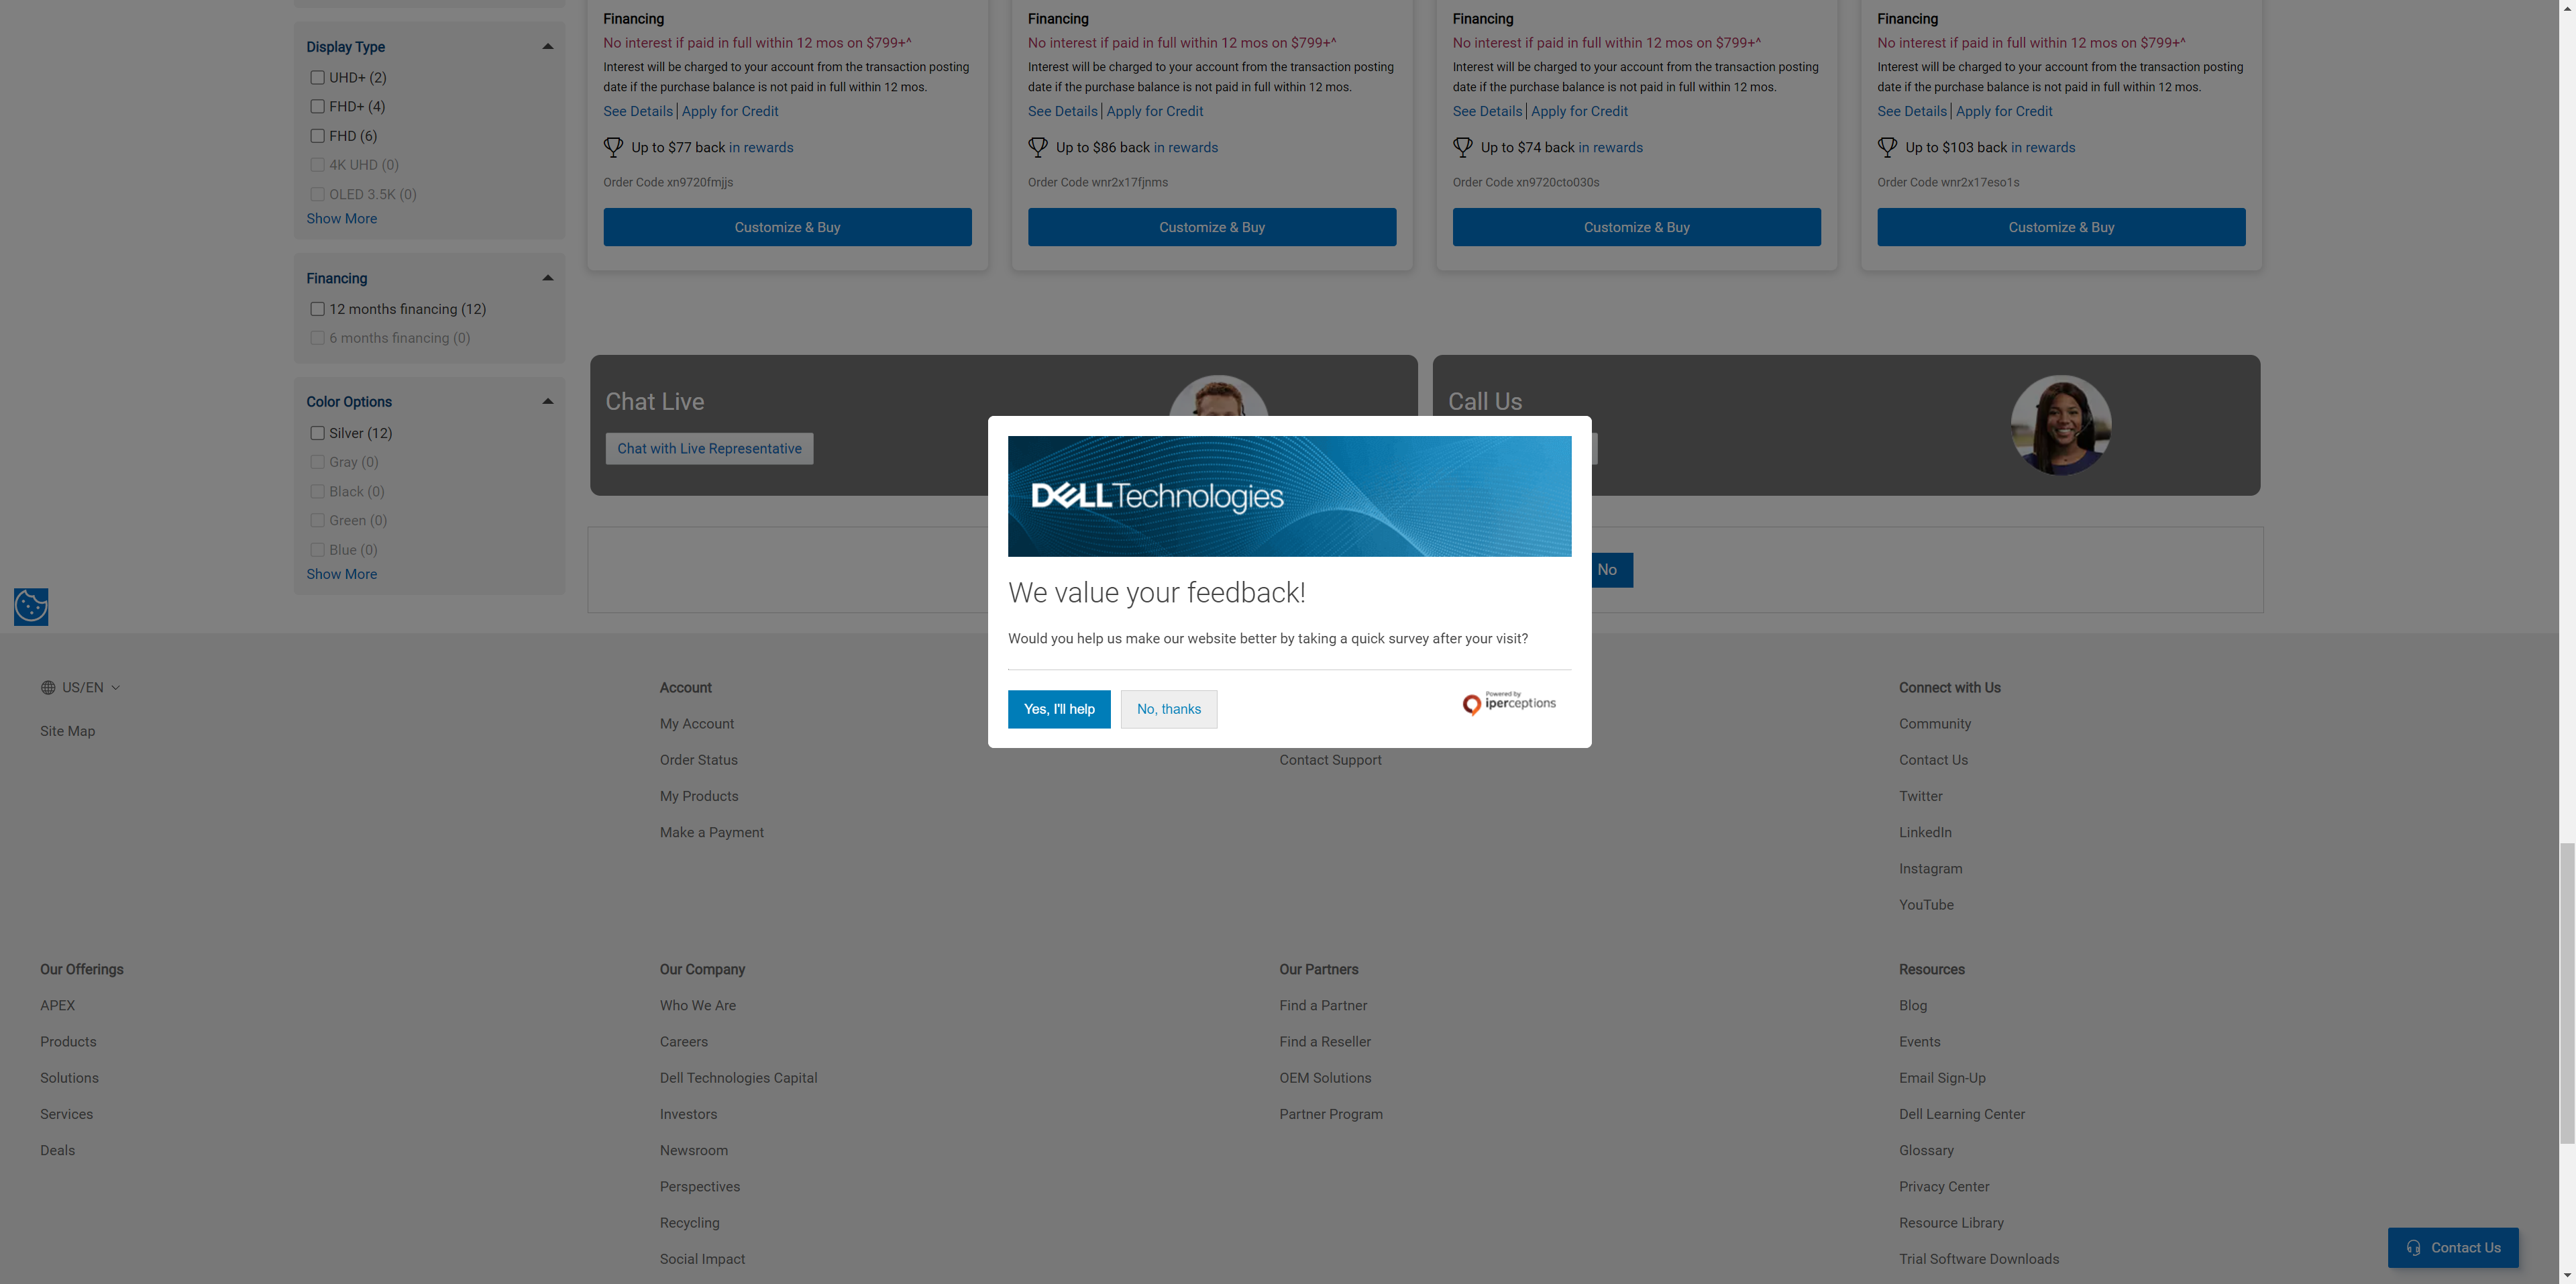 Display Type
UHD+ (2)
FHD+ (4)
FHD (6)
4K UHD (0)
OLED 3.5K (0)
Show More
Financing
12 months financing (12)
6 months financing (0)
Color Options
Silver (12)
Gray (0)
Black (0)
Green (0)
Blue (0)
Show More
Financing
No interest if paid in full within 12 mos on $799+^
Interest will be charged to your account from the transaction posting
date if the purchase balance is not paid in full within 12 mos.
See Details | Apply for Credit
Up to $77 back in rewards
Order Code xn9720fmjjs
Customize & Buy
Financing
No interest if paid in full within 12 mos on $799+^
Interest will be charged to your account from the transaction posting
date if the purchase balance is not paid in full within 12 mos.
See Details | Apply for Credit
Up to $86 back in rewards
Order Code wnr2x17fjnms
Customize & Buy
Financing
No interest if paid in full within 12 mos on $799+^
Interest will be charged to your account from the transaction posting
date if the purchase balance is not paid in full within 12 mos.
See Details | Apply for Credit
Up to $74 back in rewards
Order Code xn9720cto030s
Customize & Buy
Financing
No interest if paid in full within 12 mos on $799+^
Interest will be charged to your account from the transaction posting
date if the purchase balance is not paid in full within 12 mos.
See Details | Apply for Credit
Up to $103 back in rewards
Order Code wnr2x17eso1s
Customize & Buy
Chat Live
Chat with Live Representative
Call Us
No
DELL Technologies
We value your feedback!
Would you help us make our website better by taking a quick survey after your visit?
Yes, I'll help
No, thanks
Powered by
iperceptions
US/EN
Site Map
Account
My Account
Order Status
My Products
Make a Payment
Contact Support
Connect with Us
Community
Contact Us
Twitter
LinkedIn
Instagram
YouTube
Our Offerings
APEX
Products
Solutions
Services
Deals
Our Company
Who We Are
Careers
Dell Technologies Capital
Investors
Newsroom
Perspectives
Recycling
Social Impact
Our Partners
Find a Partner
Find a Reseller
OEM Solutions
Partner Program
Resources
Blog
Events
Email Sign-Up
Dell Learning Center
Glossary
Privacy Center
Resource Library
Trial Software Downloads
Contact Us